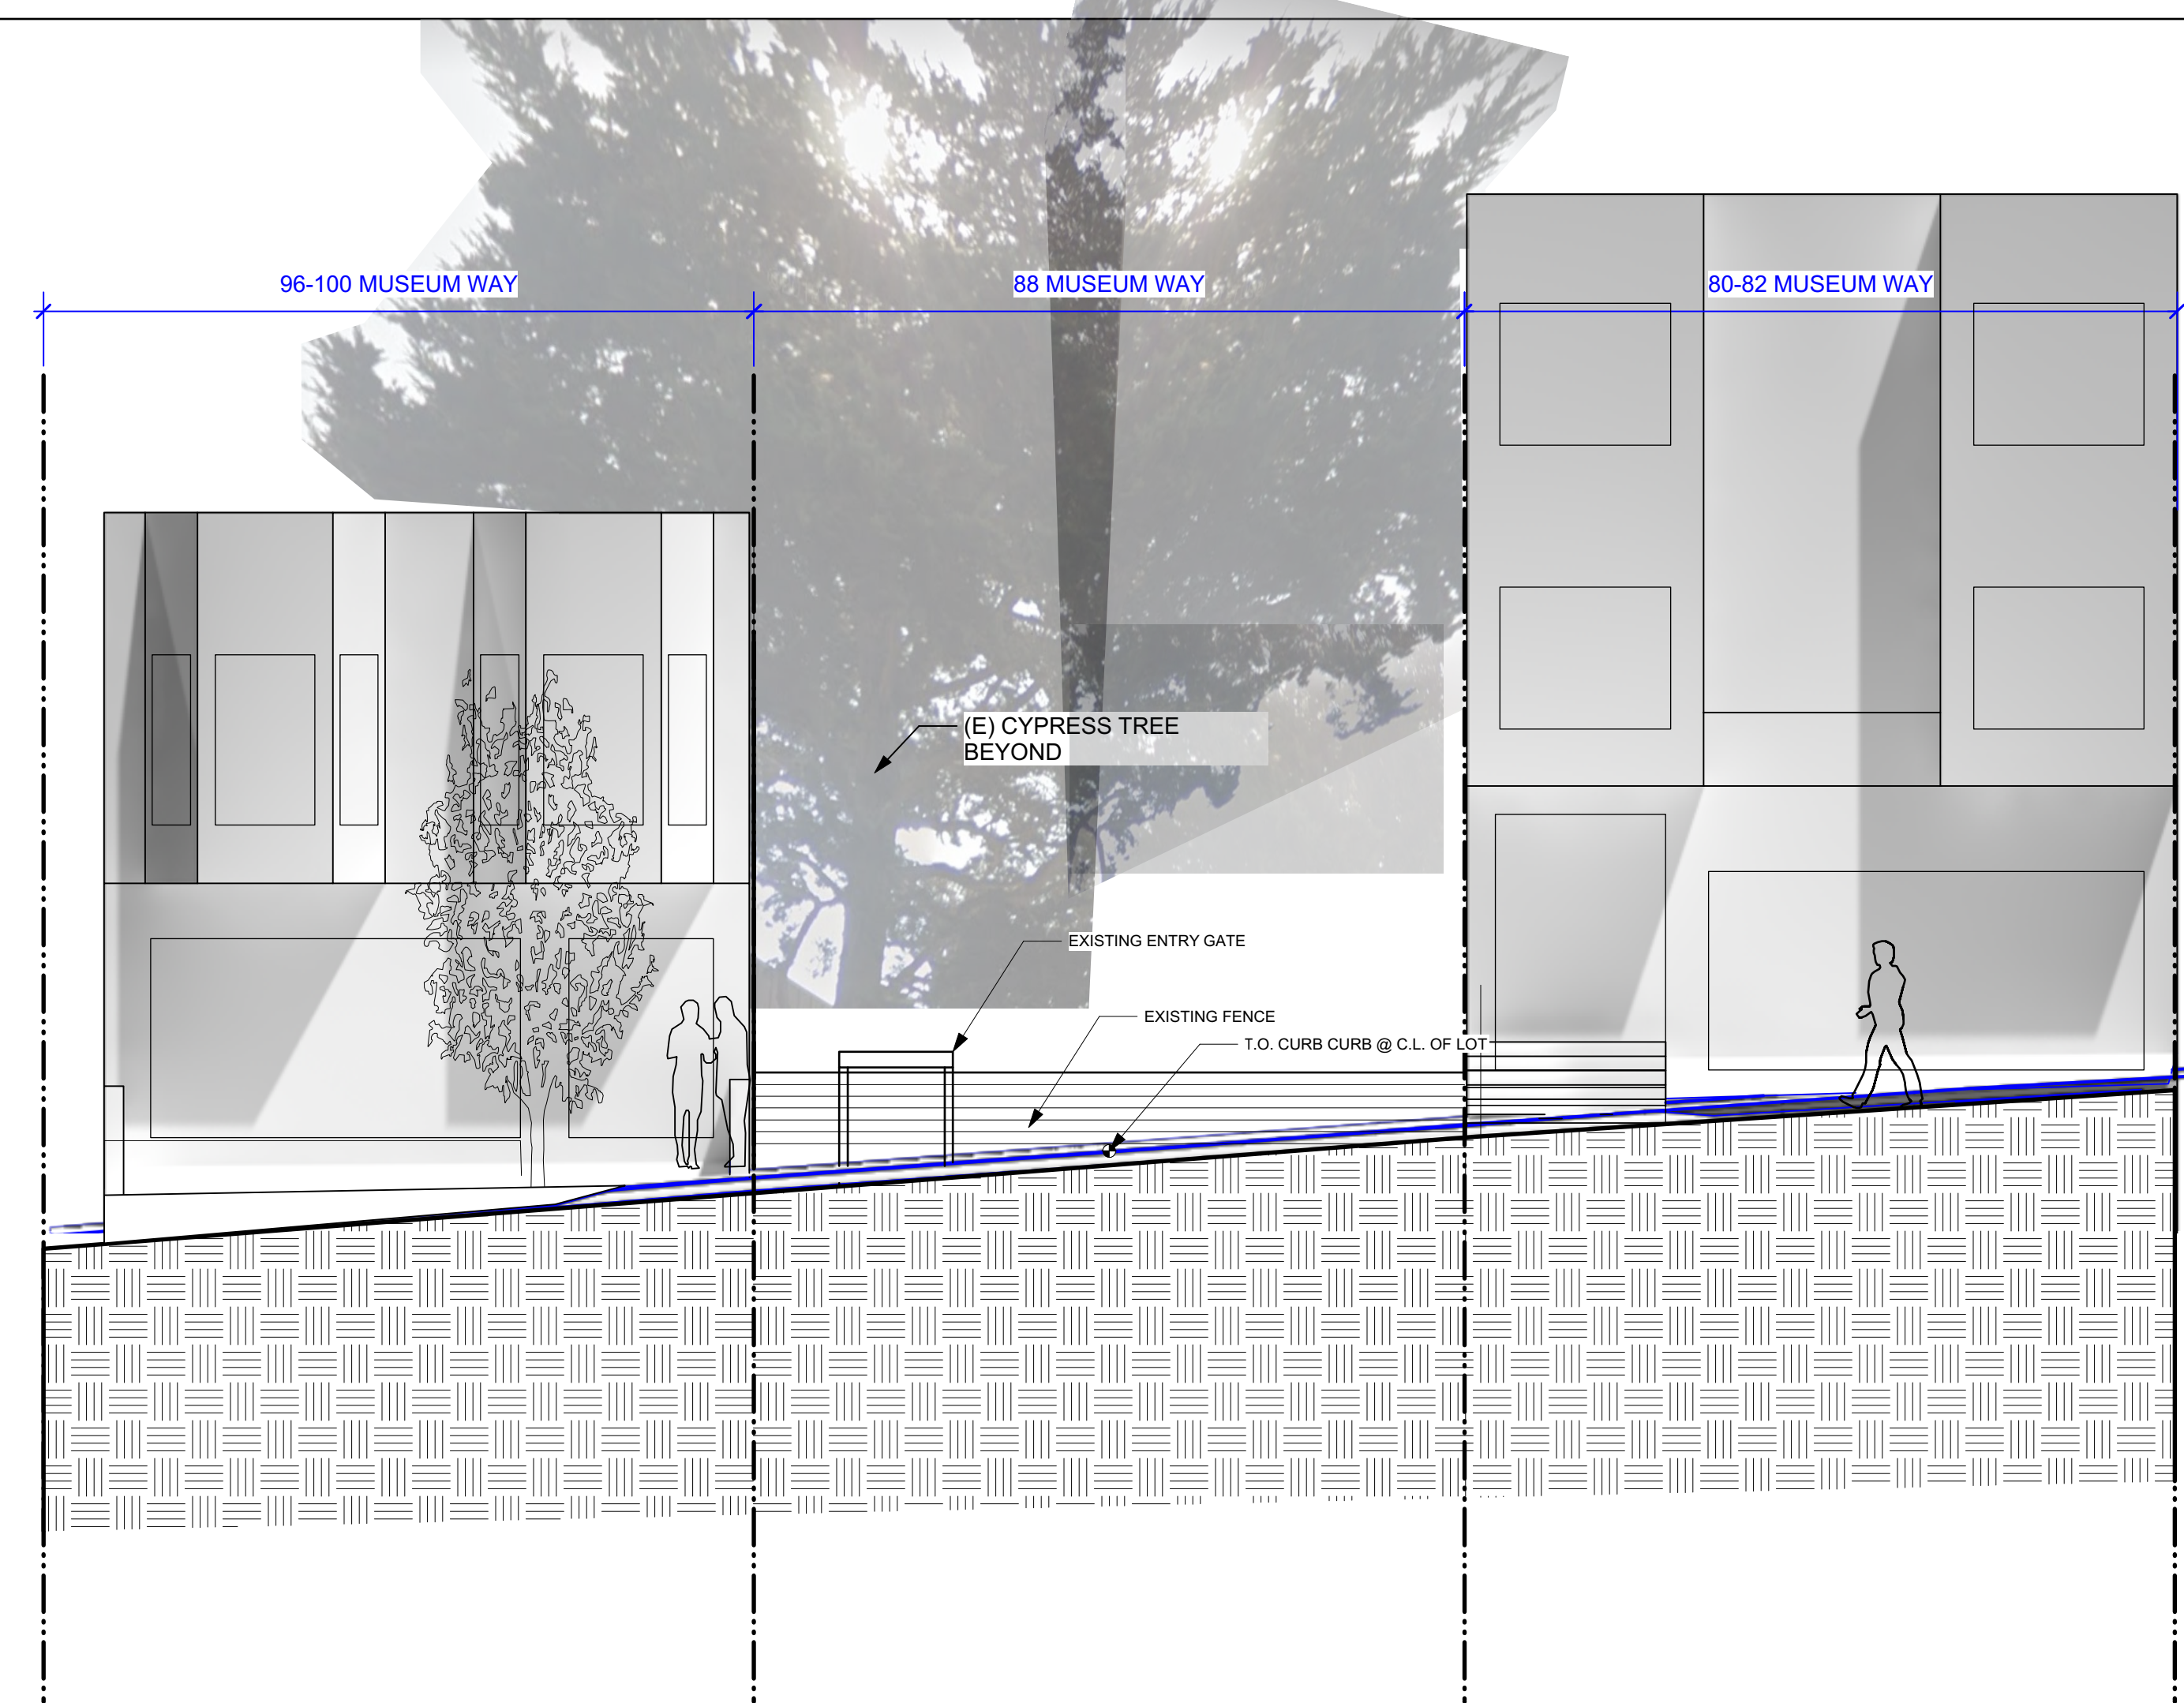 96-100 MUSEUM WAY
88 MUSEUM WAY
80-82 MUSEUM WAY
(E) CYPRESS TREE
BEYOND
EXISTING ENTRY GATE
EXISTING FENCE
T.O. CURB CURB @ C.L. OF LOT